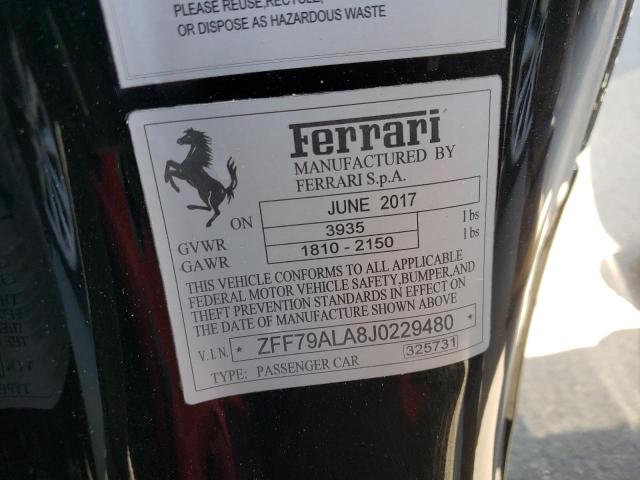 PLEASE REUSE, RECYCLE,
OR DISPOSE AS HAZARDOUS WASTE
Ferrari
MANUFACTURED BY
FERRARI S.p.A.
ON JUNE 2017
GVWR 3935 lbs
GAWR 1810 - 2150 lbs
THIS VEHICLE CONFORMS TO ALL APPLICABLE
FEDERAL MOTOR VEHICLE SAFETY, BUMPER, AND
THEFT PREVENTION STANDARDS IN EFFECT ON
THE DATE OF MANUFACTURE SHOWN ABOVE
V.I.N. * ZFF79ALA8J0229480 *
TYPE: PASSENGER CAR 325731